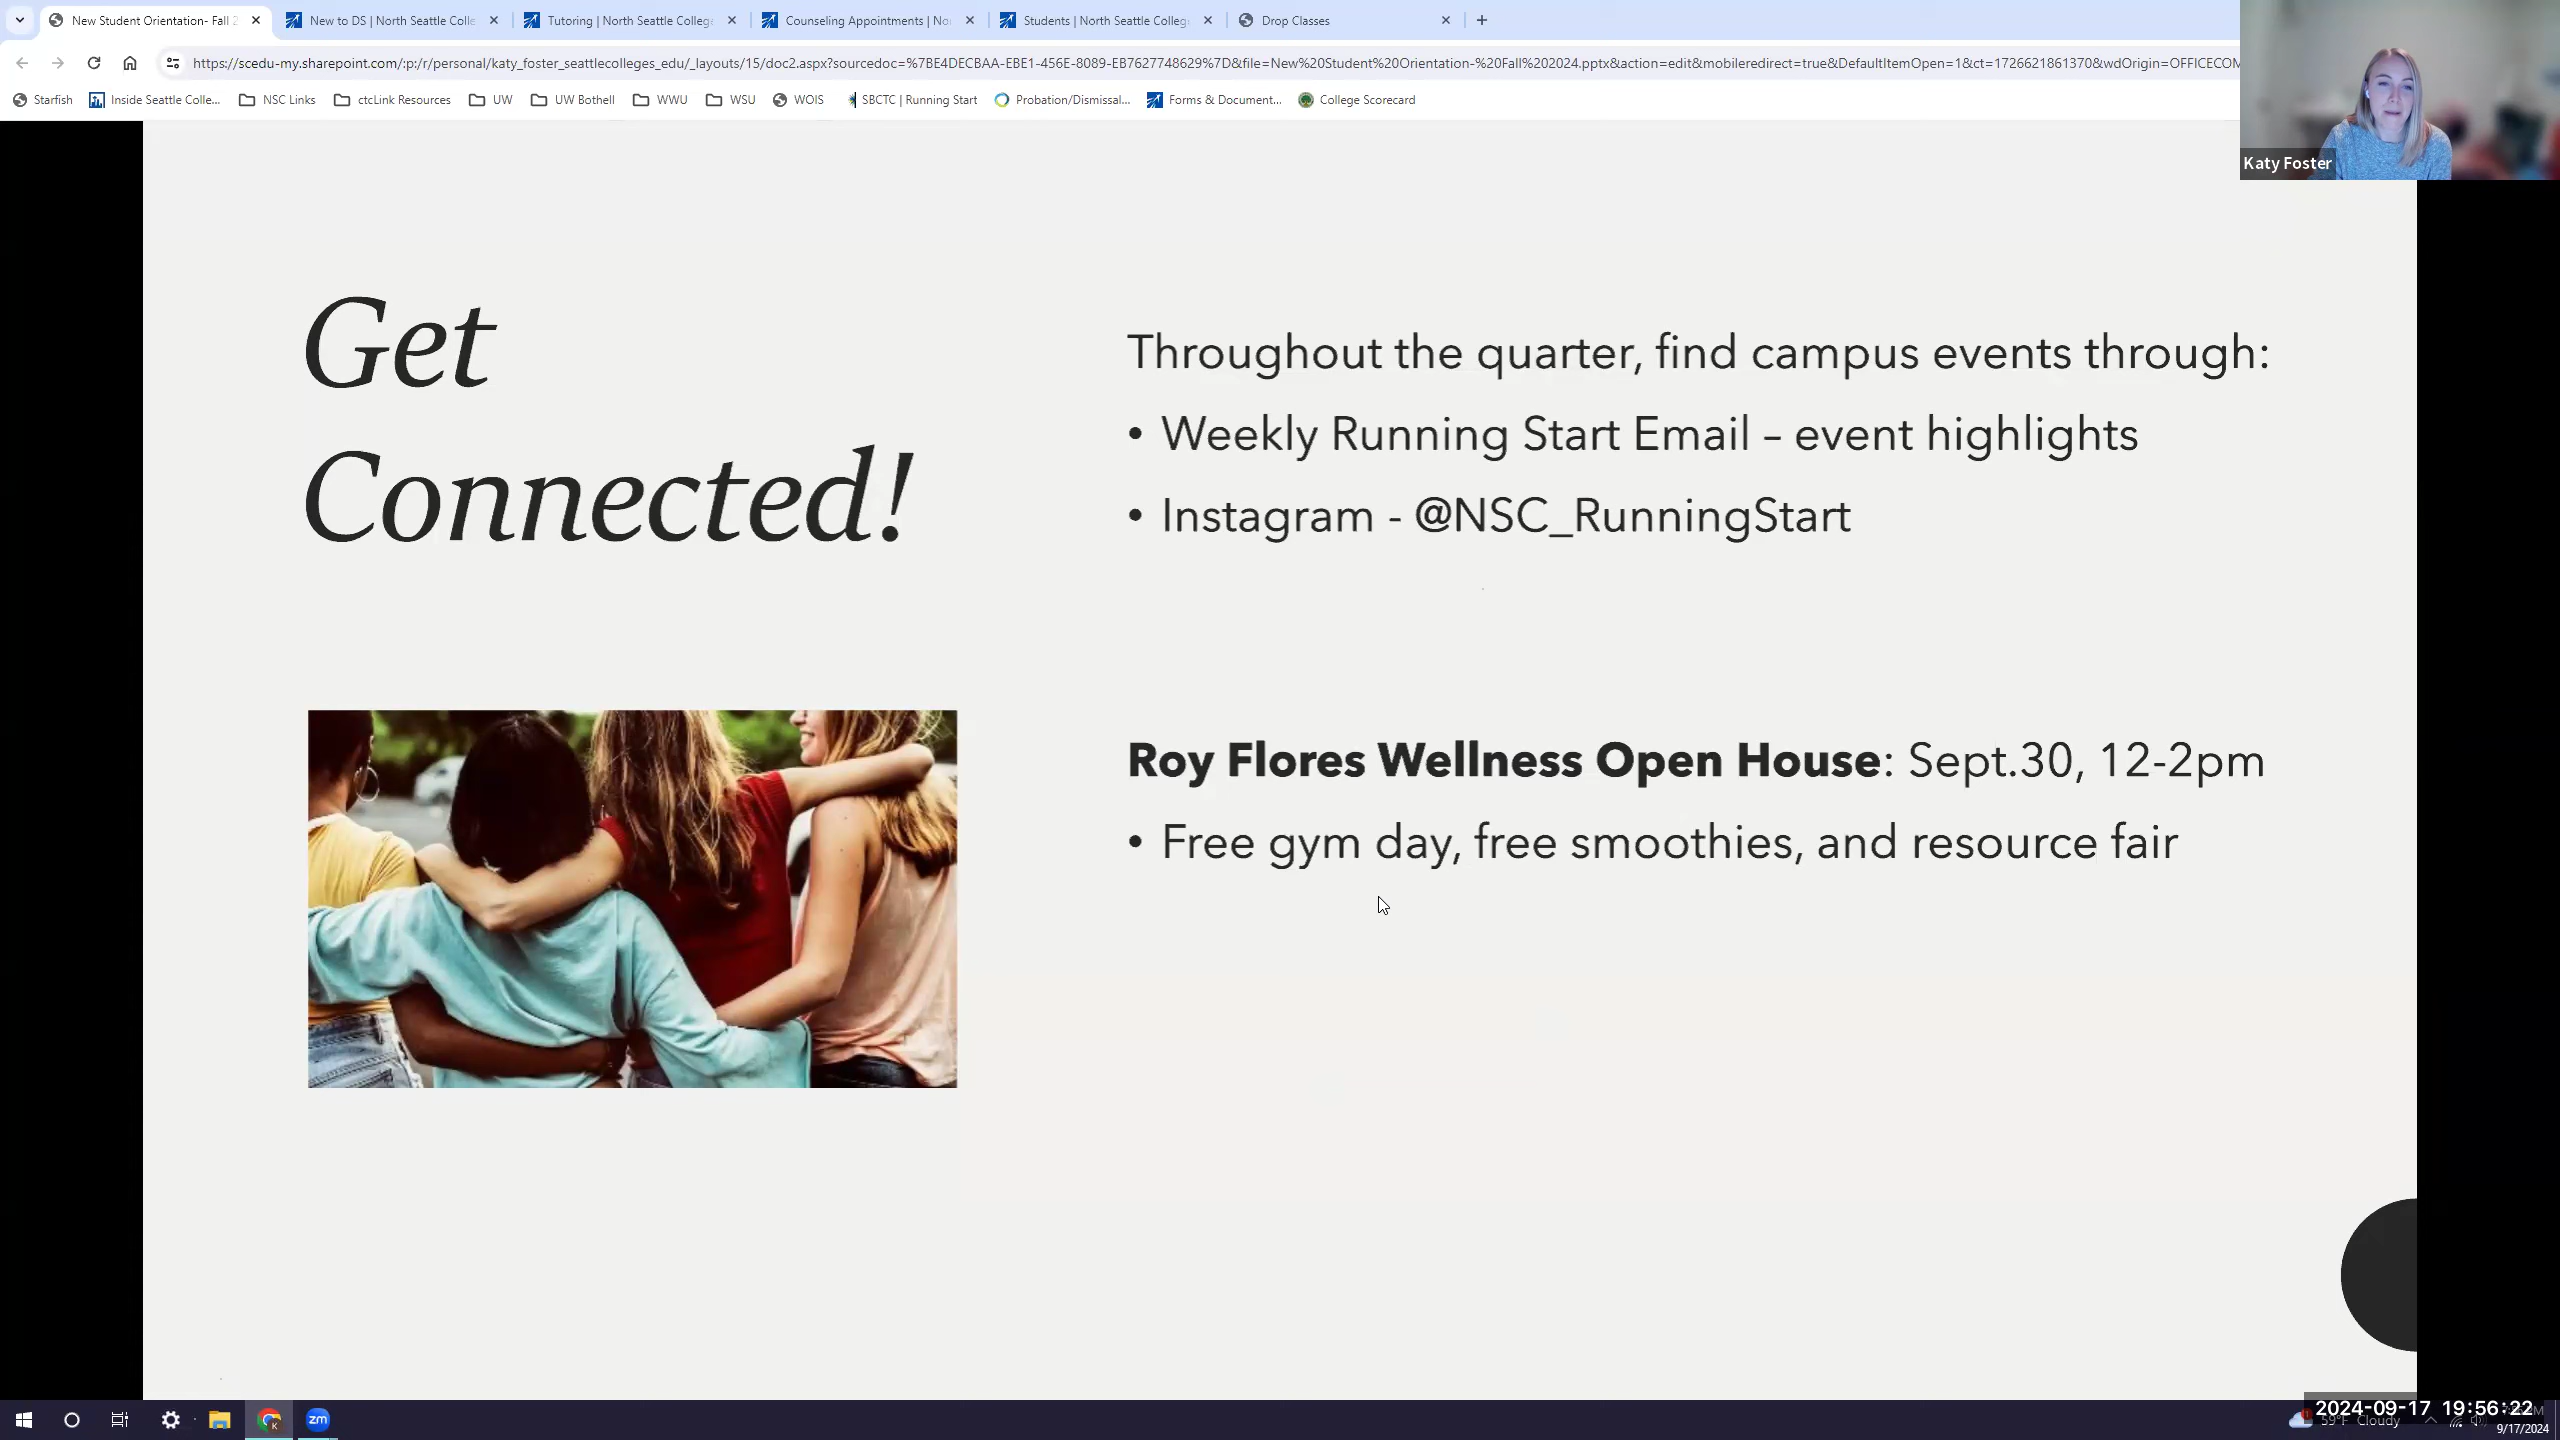 New Student Orientation- Fall 2
New to DS | North Seattle Colle
Tutoring | North Seattle College
Counseling Appointments | No
Students | North Seattle College
Drop Classes
https://scedu-my.sharepoint.com/:p:/r/personal/katy_foster_seattlecolleges_edu/_layouts/15/doc2.aspx?sourcedoc=%7BE4DECBAA-EBE1-456E-8089-EB7627748629%7D&file=New%20Student%20Orientation-%20Fall%202024.pptx&action=edit&mobileredirect=true&DefaultItemOpen=1&ct=1726621861370&wdOrigin=OFFICECOM
Starfish
Inside Seattle Colle...
NSC Links
ctcLink Resources
UW
UW Bothell
WWU
WSU
WOIS
SBCTC | Running Start
Probation/Dismissal...
Forms & Document...
College Scorecard
Katy Foster
Get
Connected!
Throughout the quarter, find campus events through:
• Weekly Running Start Email – event highlights
• Instagram - @NSC_RunningStart
Roy Flores Wellness Open House: Sept.30, 12-2pm
• Free gym day, free smoothies, and resource fair
zm
59°F Cloudy
2024-09-17 19:56:22
9/17/2024